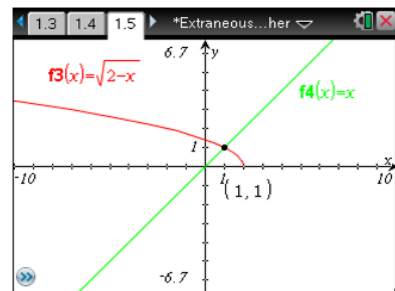 1.3 1.4 1.5 *Extraneous...her
6.7 y
f3(x)=√2-x
f4(x)=x
1
x
-10 1 10
(1,1)
-6.7